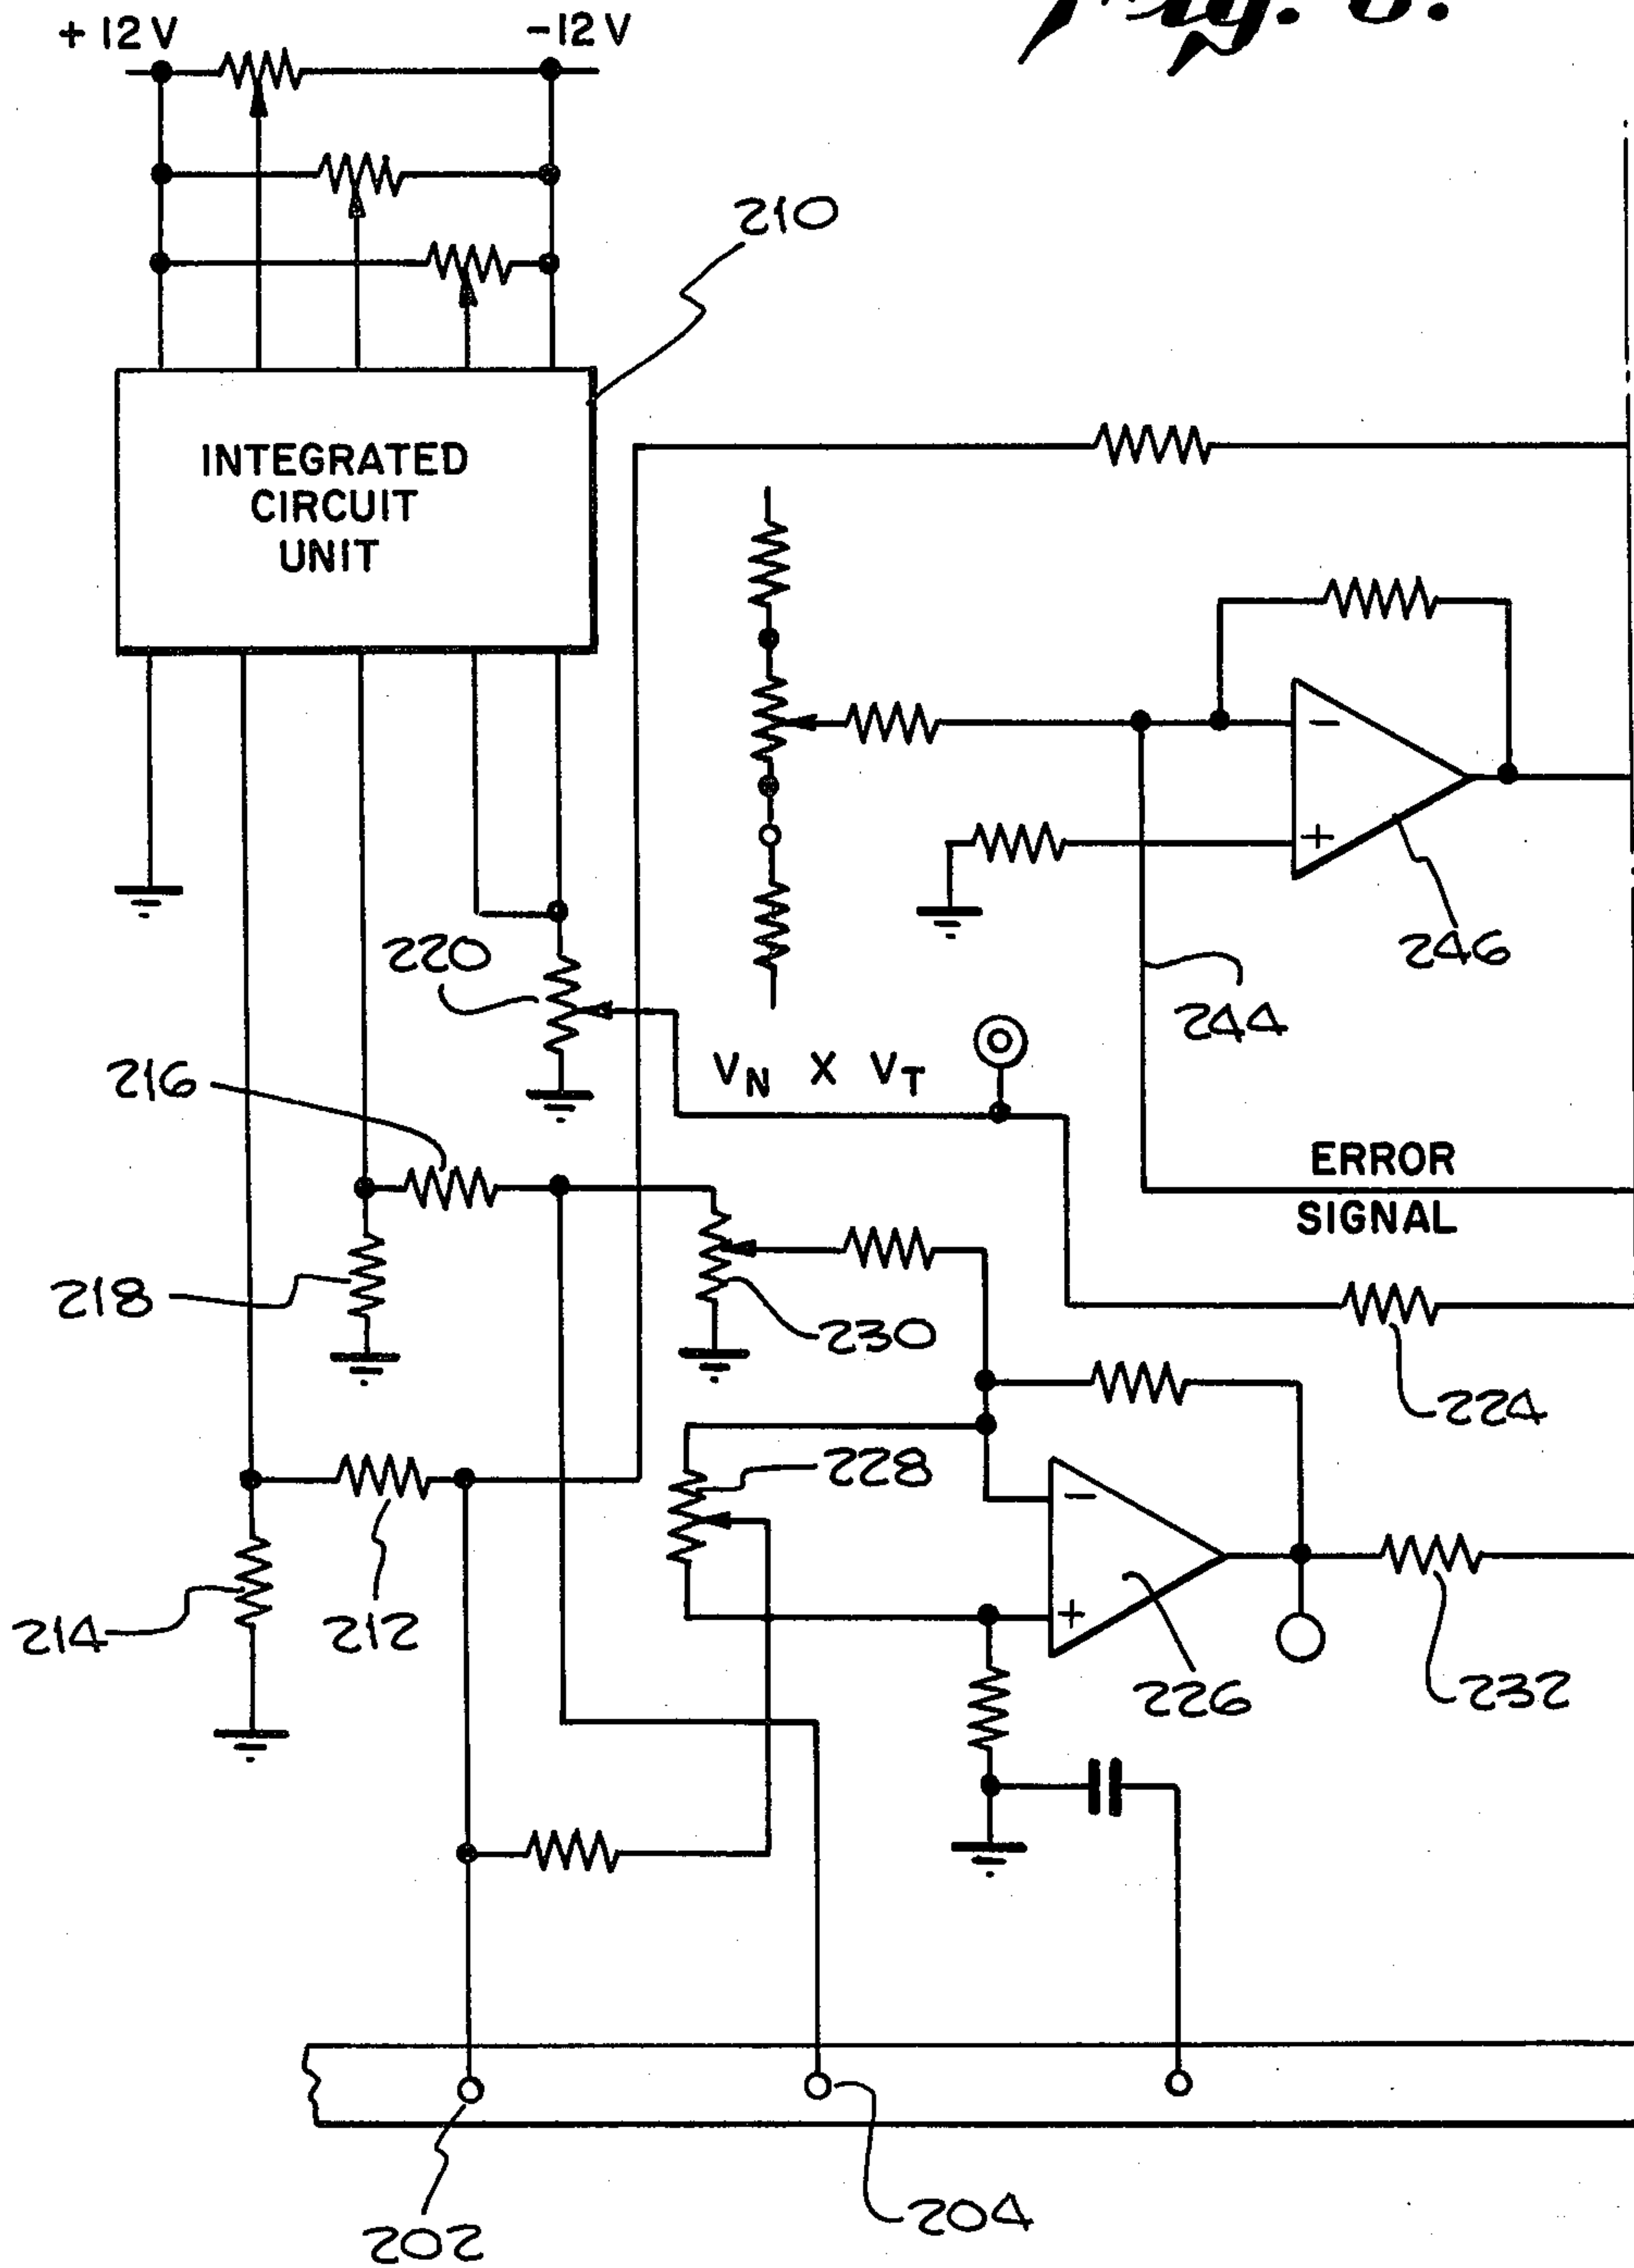 +12V
-12V
210
INTEGRATED
CIRCUIT
UNIT
-
+
246
220
244
VN X VT
216
ERROR
SIGNAL
218
230
224
228
-
+
214
212
226
232
202
204